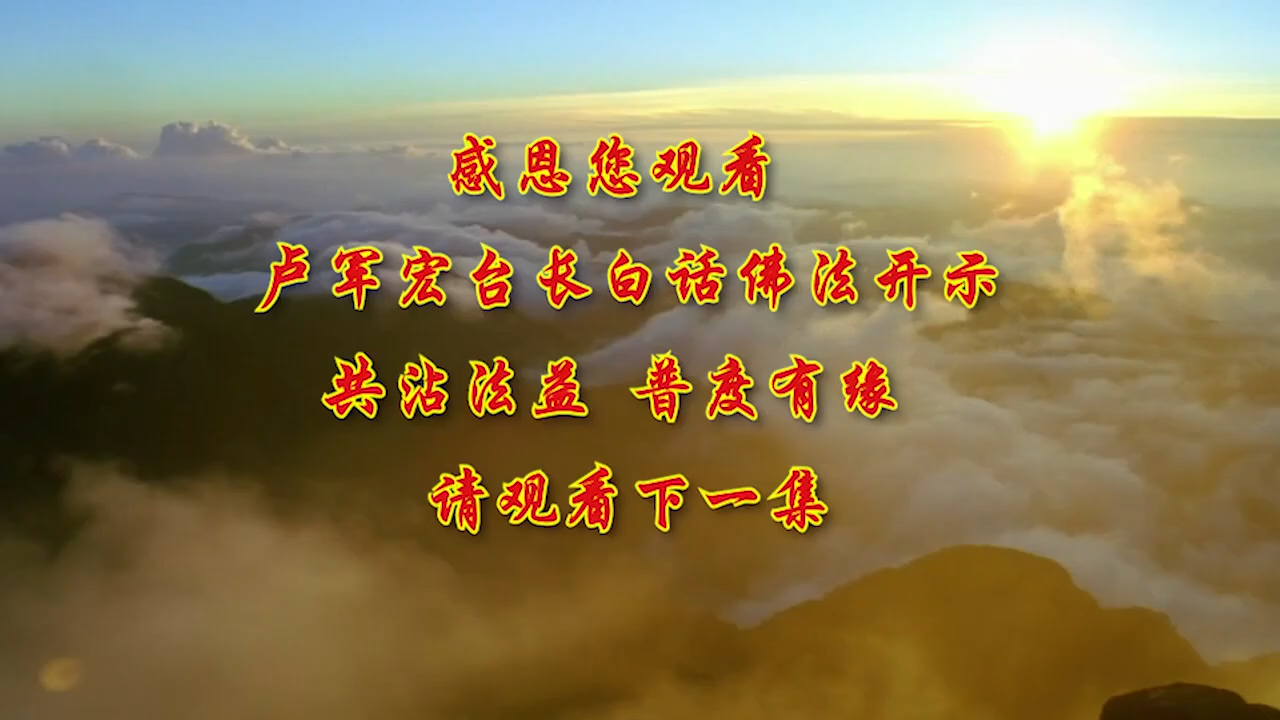 感恩您观看
卢军宏台长白话佛法开示
共沾法益 普度有缘
请观看下一集